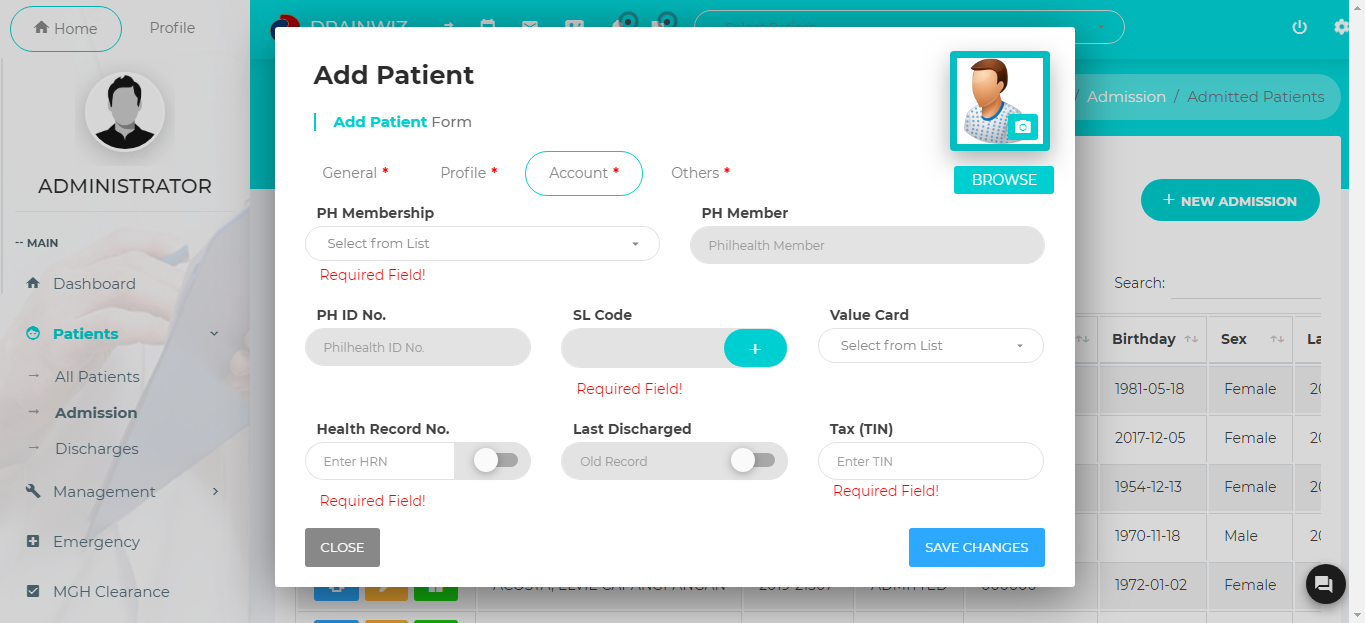 Home
Profile
DRAINWIZ
/ Admission / Admitted Patients
ADMINISTRATOR
-- MAIN
Dashboard
Patients
All Patients
Admission
Discharges
Management
Emergency
MGH Clearance
Add Patient
Add Patient Form
BROWSE
General *
Profile *
Account *
Others *
PH Membership
PH Member
Select from List
Philhealth Member
Required Field!
PH ID No.
SL Code
Value Card
Philhealth ID No.
+
Select from List
Required Field!
Health Record No.
Last Discharged
Tax (TIN)
Enter HRN
Old Record
Enter TIN
Required Field!
Required Field!
CLOSE
SAVE CHANGES
+ NEW ADMISSION
Search:
Birthday
Sex
La
1981-05-18
Female
20
2017-12-05
Female
20
1954-12-13
Female
20
1970-11-18
Male
20
1972-01-02
Female
20